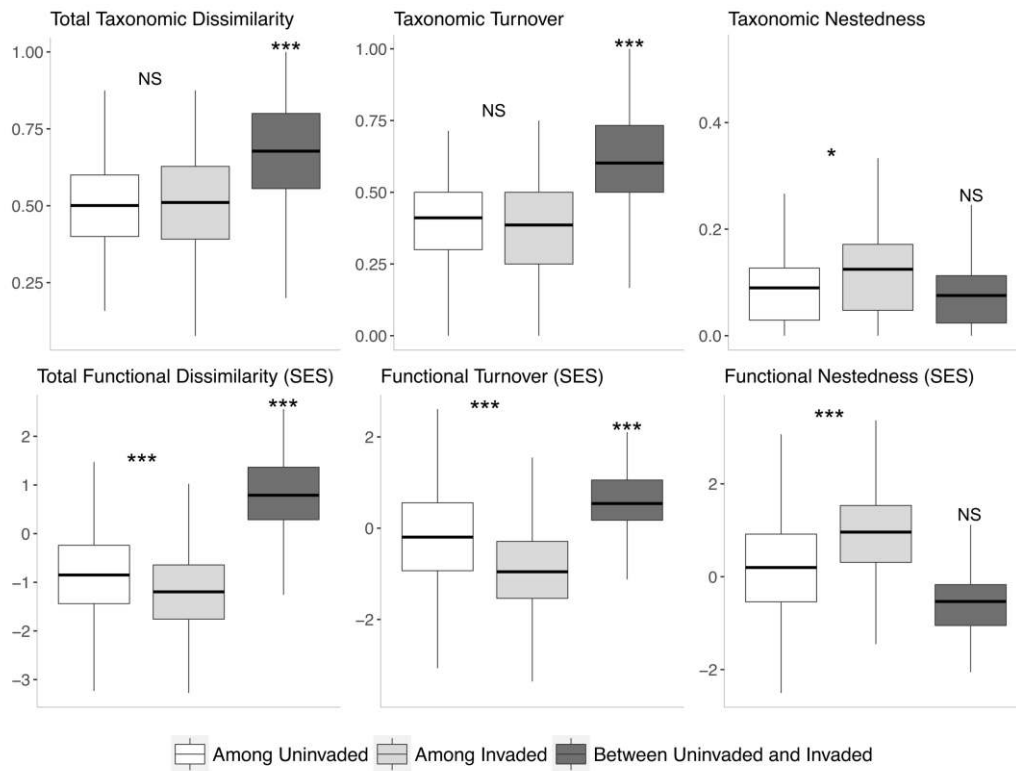 Total Taxonomic Dissimilarity
1.00
0.75
0.50
0.25
NS
***
Taxonomic Turnover
1.00
0.75
0.50
0.25
0.00
NS
***
Taxonomic Nestedness
0.4
0.2
0.0
*
NS
Total Functional Dissimilarity (SES)
2
1
0
−1
−2
−3
***
***
Functional Turnover (SES)
2
0
−2
***
***
Functional Nestedness (SES)
2
0
−2
***
NS
Among Uninvaded Among Invaded Between Uninvaded and Invaded